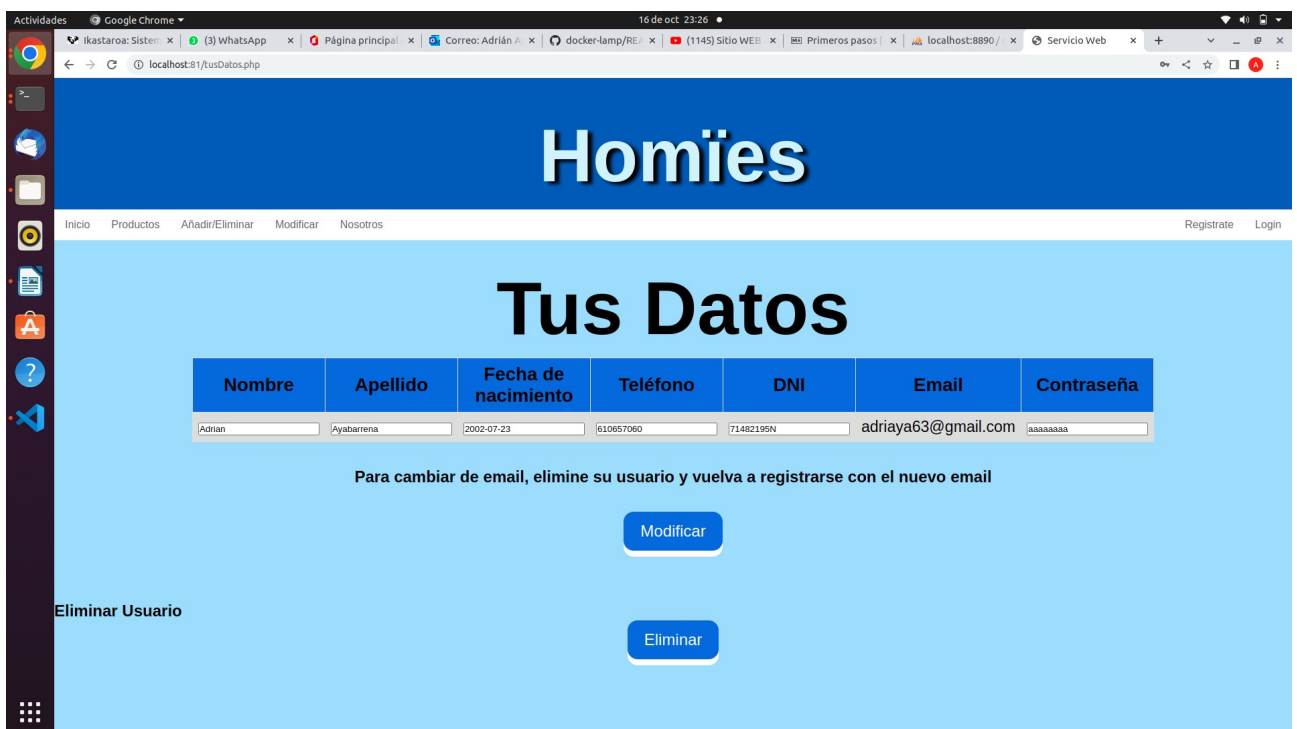 Actividades Google Chrome 16 de oct 23:26
Ikastaroa: Sistem (3) WhatsApp Página principal Correo: Adrián A docker-lamp/REA (1145) Sitio WEB Primeros pasos localhost:8890/ Servicio Web
localhost:81/tusDatos.php
Homïes
Inicio Productos Añadir/Eliminar Modificar Nosotros Registrate Login
Tus Datos
Nombre Apellido Fecha de nacimiento Teléfono DNI Email Contraseña
Adrian Ayabarrena 2002-07-23 610657060 71482195N adriaya63@gmail.com aaaaaaaa
Para cambiar de email, elimine su usuario y vuelva a registrarse con el nuevo email
Modificar
Eliminar Usuario
Eliminar